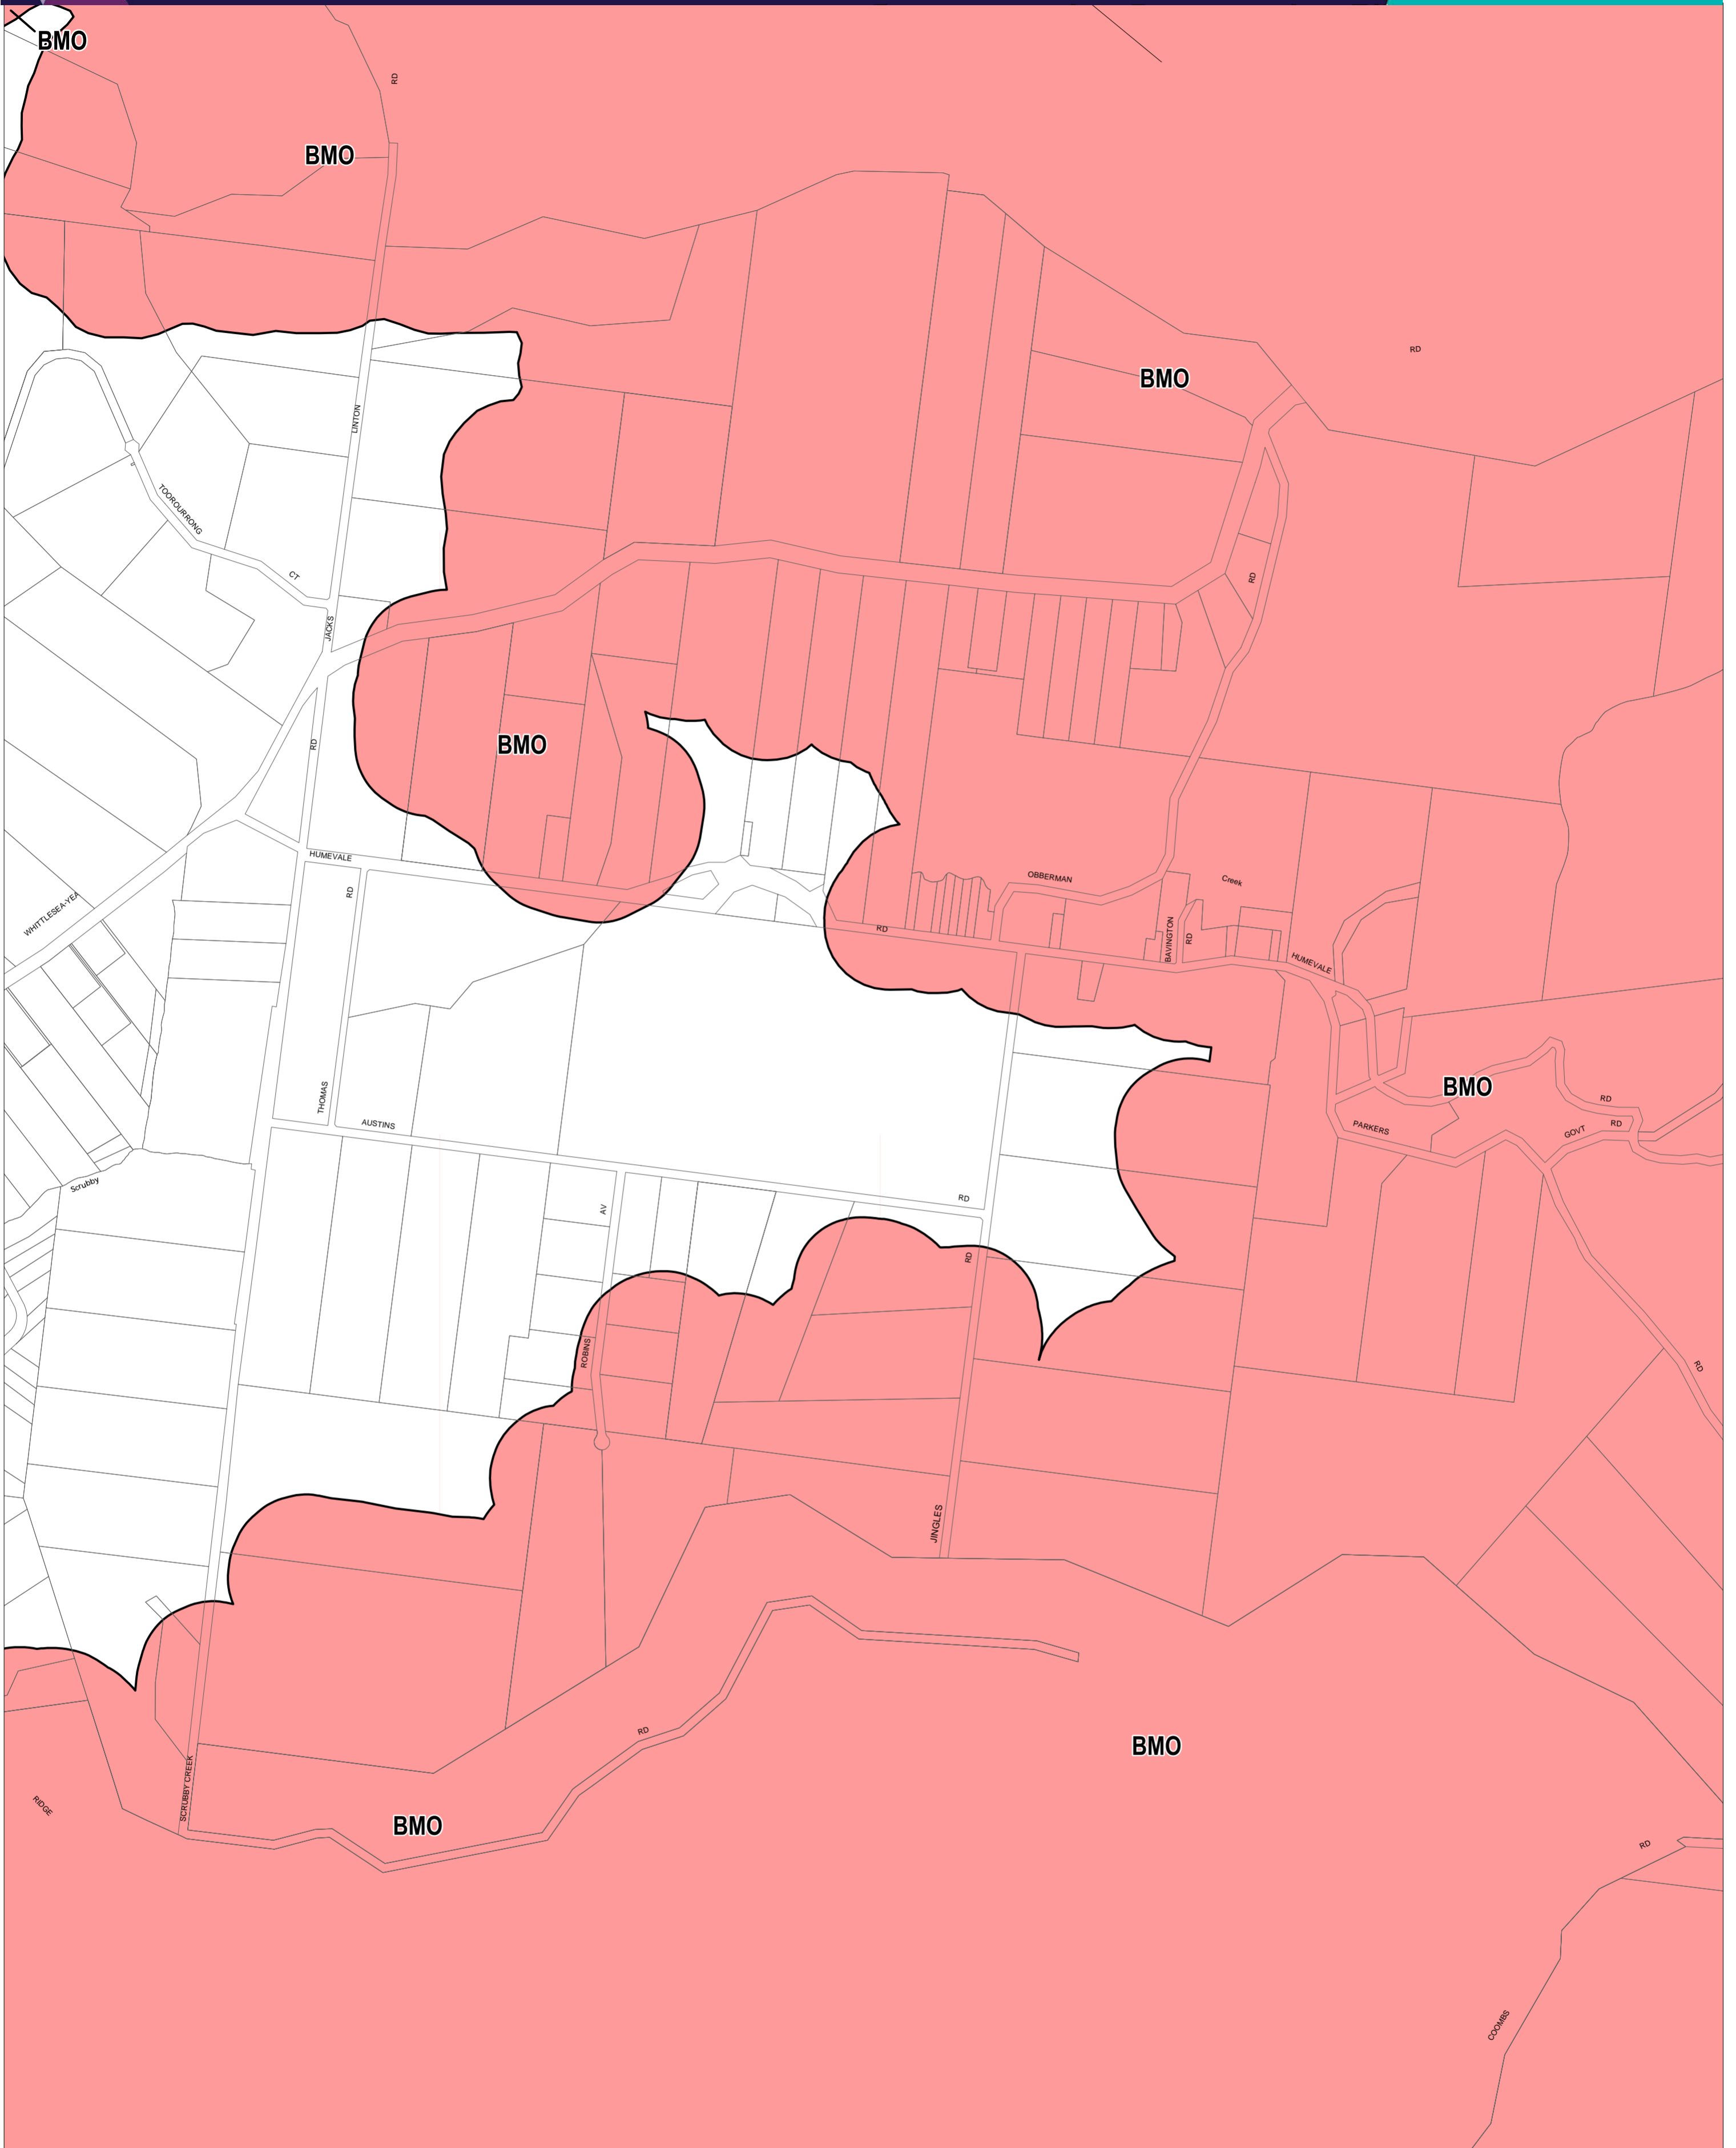 BMO
RD
BMO
RD
BMO
LINTON
TOOROURRONG
CT
RD
JACKS
RD
BMO
HUMEVALE
OBBERMAN
Creek
RD
WHITTLESEA-YEA
RD
BAVINGTON
RD
HUMEVALE
BMO
THOMAS
RD
AUSTINS
PARKERS
GOVT
RD
Scrubby
RD
AV
RD
ROBINS
RD
JINGLES
RD
BMO
SCRUBBY CREEK
RIDGE
BMO
RD
COOMBS